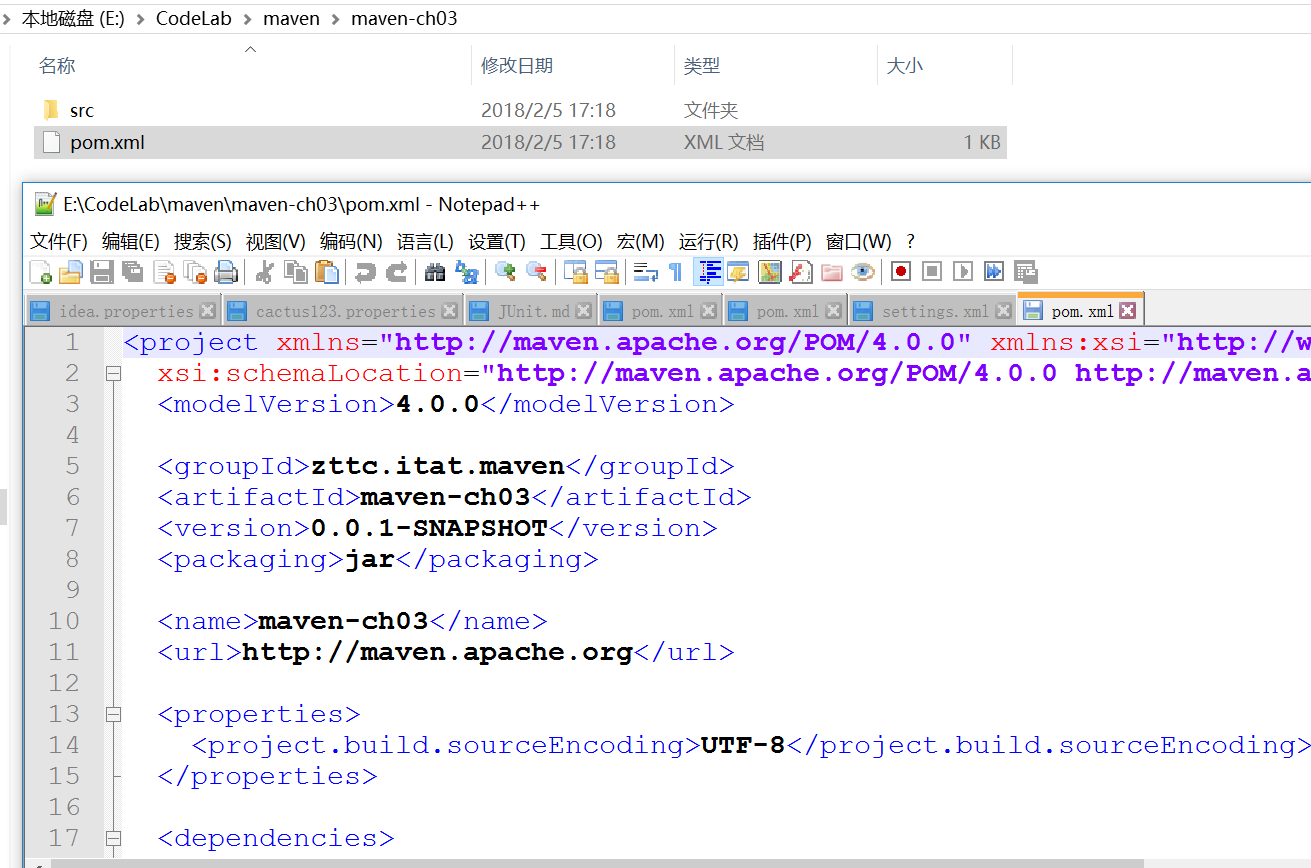 本地磁盘 (E:) > CodeLab > maven > maven-ch03
名称 修改日期 类型 大小
src 2018/2/5 17:18 文件夹
pom.xml 2018/2/5 17:18 XML 文档 1 KB
E:\CodeLab\maven\maven-ch03\pom.xml - Notepad++
文件(F) 编辑(E) 搜索(S) 视图(V) 编码(N) 语言(L) 设置(T) 工具(O) 宏(M) 运行(R) 插件(P) 窗口(W) ?
idea.properties cactus123.properties JUnit.md pom.xml pom.xml settings.xml pom.xml
1 <project xmlns="http://maven.apache.org/POM/4.0.0" xmlns:xsi="http://w
2 xsi:schemaLocation="http://maven.apache.org/POM/4.0.0 http://maven.a
3 <modelVersion>4.0.0</modelVersion>
4
5 <groupId>zttc.itat.maven</groupId>
6 <artifactId>maven-ch03</artifactId>
7 <version>0.0.1-SNAPSHOT</version>
8 <packaging>jar</packaging>
9
10 <name>maven-ch03</name>
11 <url>http://maven.apache.org</url>
12
13 <properties>
14 <project.build.sourceEncoding>UTF-8</project.build.sourceEncoding>
15 </properties>
16
17 <dependencies>